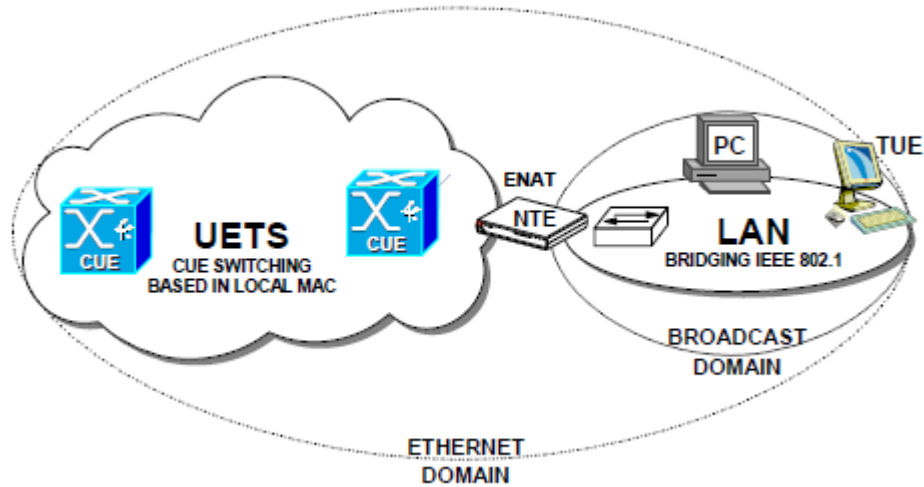 PC
TUE
ENAT
NTE
CUE
CUE
UETS
CUE SWITCHING
BASED IN LOCAL MAC
LAN
BRIDGING IEEE 802.1
BROADCAST
DOMAIN
ETHERNET
DOMAIN